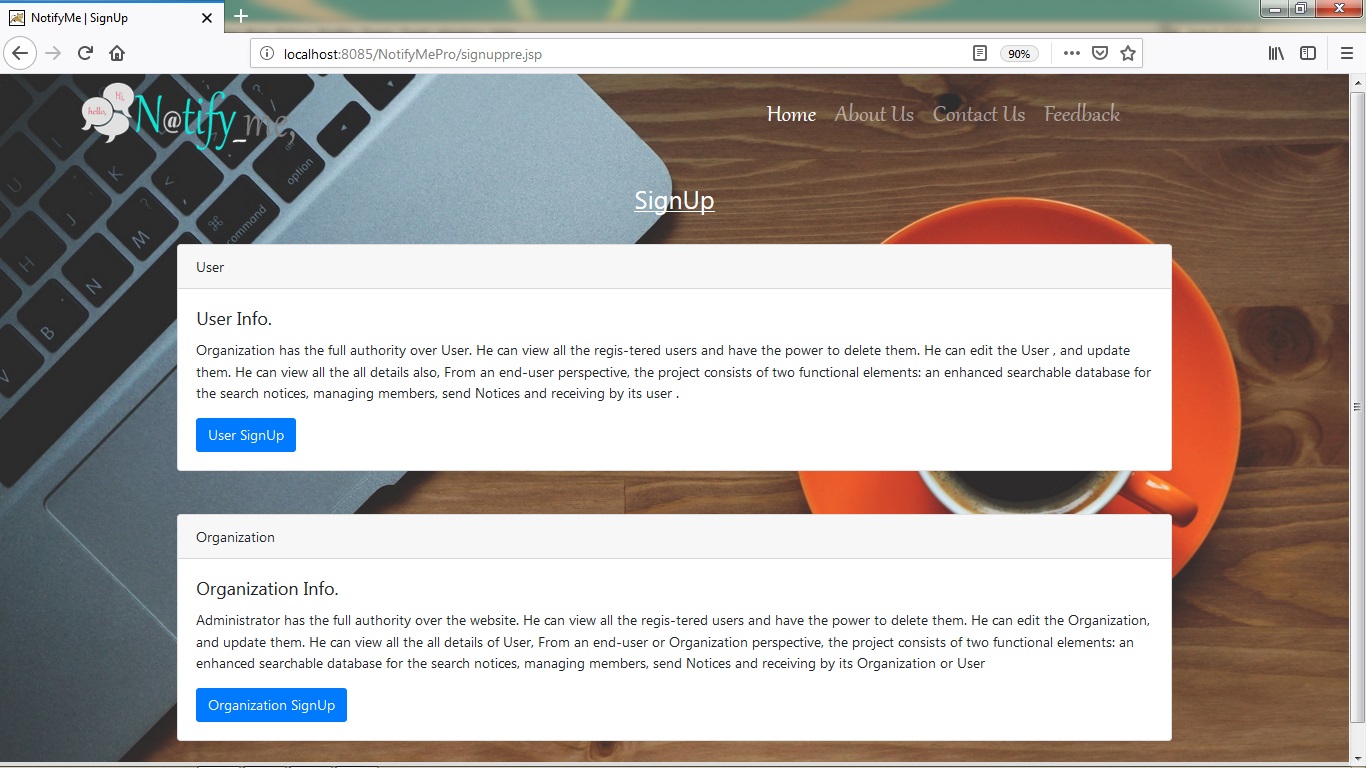 NotifyMe | SignUp
localhost:8085/NotifyMePro/signuppre.jsp
90%
Hi,
hello,
N@tify_me,
Home About Us Contact Us Feedback
option
command
U
K
<
J
M
H
N
B
V
SignUp
User
User Info.
Organization has the full authority over User. He can view all the regis-tered users and have the power to delete them. He can edit the User , and update
them. He can view all the all details also, From an end-user perspective, the project consists of two functional elements: an enhanced searchable database for
the search notices, managing members, send Notices and receiving by its user .
User SignUp
Organization
Organization Info.
Administrator has the full authority over the website. He can view all the regis-tered users and have the power to delete them. He can edit the Organization,
and update them. He can view all the all details of User, From an end-user or Organization perspective, the project consists of two functional elements: an
enhanced searchable database for the search notices, managing members, send Notices and receiving by its Organization or User
Organization SignUp